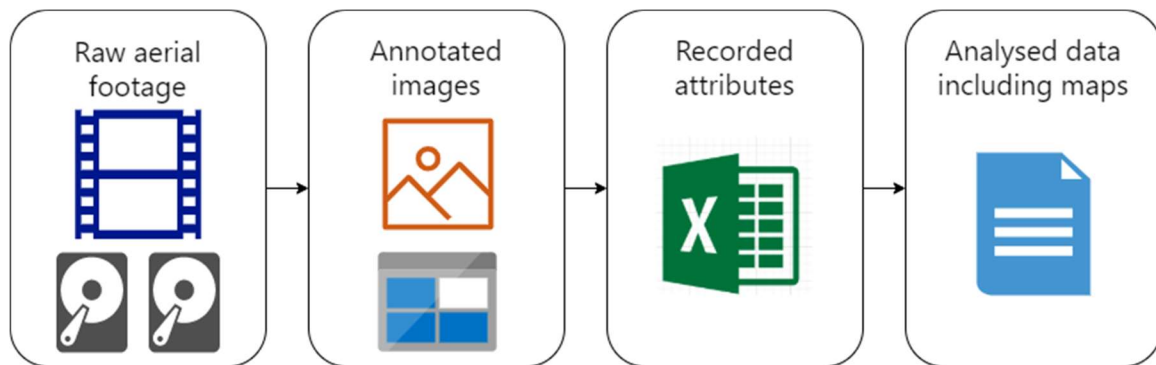 Raw aerial
footage
Annotated
images
Recorded
attributes
X
Analysed data
including maps